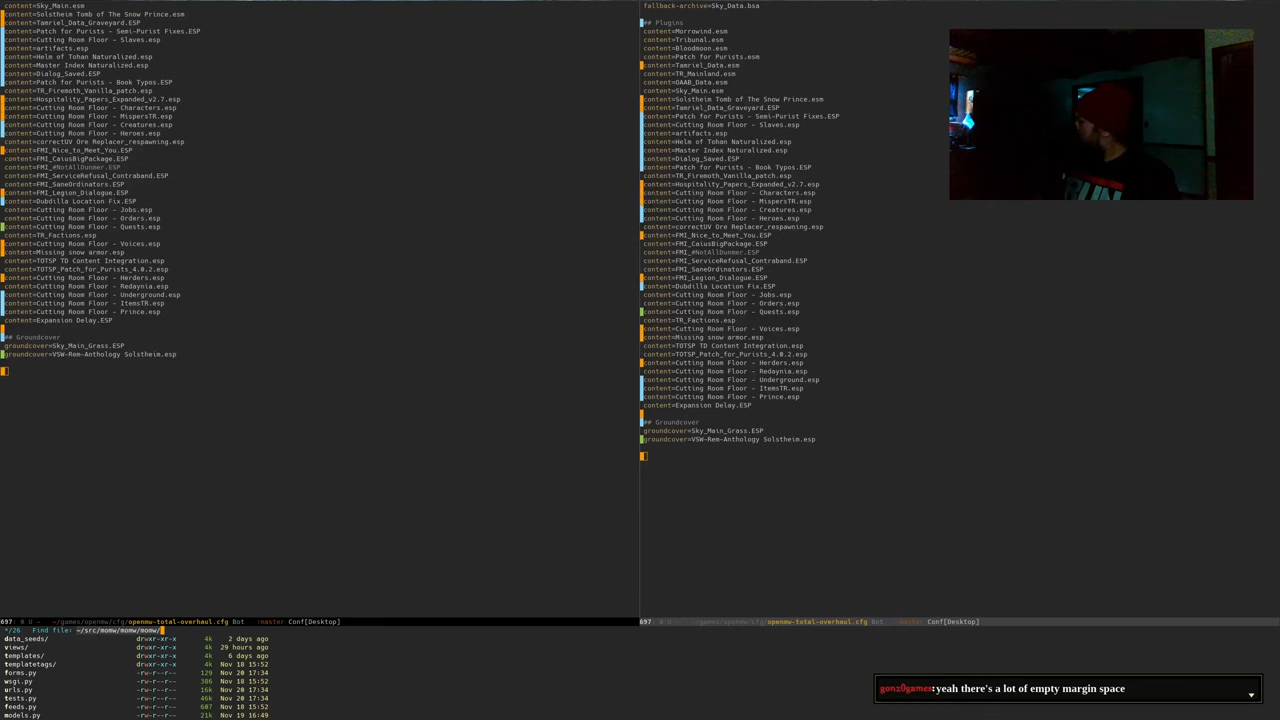 content=Sky_Main.esm
content=Solstheim Tomb of The Snow Prince.esm
content=Tamriel_Data_Graveyard.ESP
content=Patch for Purists - Semi-Purist Fixes.ESP
content=Cutting Room Floor - Slaves.esp
content=artifacts.esp
content=Helm of Tohan Naturalized.esp
content=Master Index Naturalized.esp
content=Dialog_Saved.ESP
content=Patch for Purists - Book Typos.ESP
content=TR_Firemoth_Vanilla_patch.esp
content=Hospitality_Papers_Expanded_v2.7.esp
content=Cutting Room Floor - Characters.esp
content=Cutting Room Floor - MispersTR.esp
content=Cutting Room Floor - Creatures.esp
content=Cutting Room Floor - Heroes.esp
content=correctUV Ore Replacer_respawning.esp
content=FMI_Nice_to_Meet_You.ESP
content=FMI_CaiusBigPackage.ESP
content=FMI_#NotAllDunmer.ESP
content=FMI_ServiceRefusal_Contraband.ESP
content=FMI_SaneOrdinators.ESP
content=FMI_Legion_Dialogue.ESP
content=Dubdilla Location Fix.ESP
content=Cutting Room Floor - Jobs.esp
content=Cutting Room Floor - Orders.esp
content=Cutting Room Floor - Quests.esp
content=TR_Factions.esp
content=Cutting Room Floor - Voices.esp
content=Missing snow armor.esp
content=TOTSP TD Content Integration.esp
content=TOTSP_Patch_for_Purists_4.0.2.esp
content=Cutting Room Floor - Herders.esp
content=Cutting Room Floor - Redaynia.esp
content=Cutting Room Floor - Underground.esp
content=Cutting Room Floor - ItemsTR.esp
content=Cutting Room Floor - Prince.esp
content=Expansion Delay.ESP
## Groundcover
groundcover=Sky_Main_Grass.ESP
groundcover=VSW-Rem-Anthology Solstheim.esp
697: @ U - ~/games/openmw/cfg/openmw-total-overhaul.cfg Bot :master Conf[Desktop]
fallback-archive=Sky_Data.bsa
## Plugins
content=Morrowind.esm
content=Tribunal.esm
content=Bloodmoon.esm
content=Patch for Purists.esm
content=Tamriel_Data.esm
content=TR_Mainland.esm
content=OAAB_Data.esm
content=Sky_Main.esm
content=Solstheim Tomb of The Snow Prince.esm
content=Tamriel_Data_Graveyard.ESP
content=Patch for Purists - Semi-Purist Fixes.ESP
content=Cutting Room Floor - Slaves.esp
content=artifacts.esp
content=Helm of Tohan Naturalized.esp
content=Master Index Naturalized.esp
content=Dialog_Saved.ESP
content=Patch for Purists - Book Typos.ESP
content=TR_Firemoth_Vanilla_patch.esp
content=Hospitality_Papers_Expanded_v2.7.esp
content=Cutting Room Floor - Characters.esp
content=Cutting Room Floor - MispersTR.esp
content=Cutting Room Floor - Creatures.esp
content=Cutting Room Floor - Heroes.esp
content=correctUV Ore Replacer_respawning.esp
content=FMI_Nice_to_Meet_You.ESP
content=FMI_CaiusBigPackage.ESP
content=FMI_#NotAllDunmer.ESP
content=FMI_ServiceRefusal_Contraband.ESP
content=FMI_SaneOrdinators.ESP
content=FMI_Legion_Dialogue.ESP
content=Dubdilla Location Fix.ESP
content=Cutting Room Floor - Jobs.esp
content=Cutting Room Floor - Orders.esp
content=Cutting Room Floor - Quests.esp
content=TR_Factions.esp
content=Cutting Room Floor - Voices.esp
content=Missing snow armor.esp
content=TOTSP TD Content Integration.esp
content=TOTSP_Patch_for_Purists_4.0.2.esp
content=Cutting Room Floor - Herders.esp
content=Cutting Room Floor - Redaynia.esp
content=Cutting Room Floor - Underground.esp
content=Cutting Room Floor - ItemsTR.esp
content=Cutting Room Floor - Prince.esp
content=Expansion Delay.ESP
## Groundcover
groundcover=Sky_Main_Grass.ESP
groundcover=VSW-Rem-Anthology Solstheim.esp
697: @ U - ~/games/openmw/cfg/openmw-total-overhaul.cfg Bot :master Conf[Desktop]
RUN
*/26 Find file: ~/src/momw/momw/momw/
data_seeds/ drwxr-xr-x 4k 2 days ago
views/ drwxr-xr-x 4k 29 hours ago
templates/ drwxr-xr-x 4k 6 days ago
templatetags/ drwxr-xr-x 4k Nov 18 15:52
forms.py -rw-r--r-- 129 Nov 20 17:34
wsgi.py -rw-r--r-- 386 Nov 18 15:52
urls.py -rw-r--r-- 16k Nov 20 17:34
tests.py -rw-r--r-- 46k Nov 20 17:34
feeds.py -rw-r--r-- 607 Nov 18 15:52
models.py -rw-r--r-- 21k Nov 19 16:49
gonz0games: yeah there's a lot of empty margin space